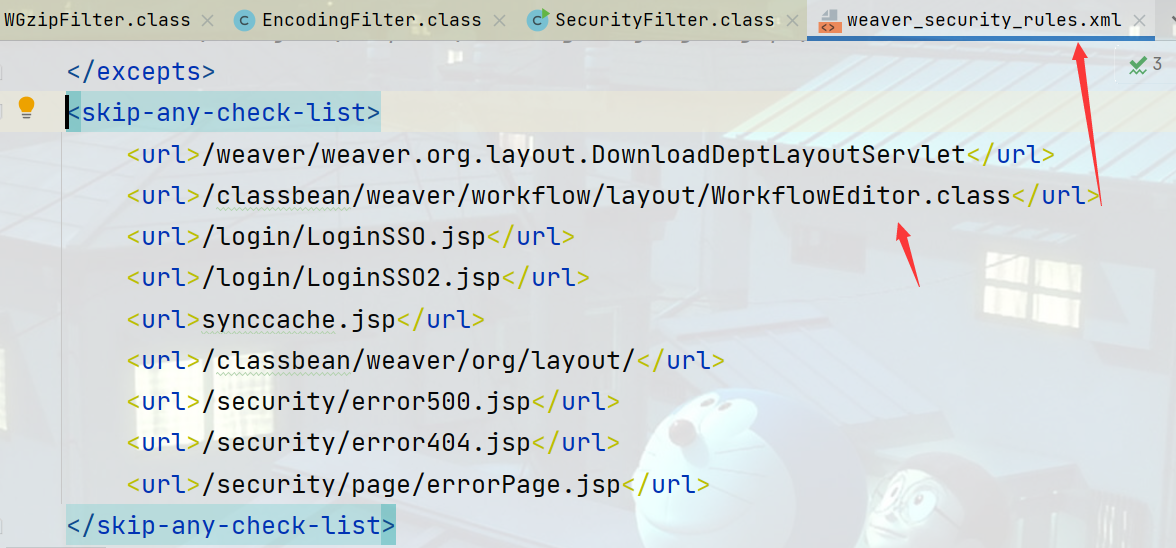 WGzipFilter.class EncodingFilter.class SecurityFilter.class weaver_security_rules.xml
</excepts>
3
<skip-any-check-list>
<url>/weaver/weaver.org.layout.DownloadDeptLayoutServlet</url>
<url>/classbean/weaver/workflow/layout/WorkflowEditor.class</url>
<url>/login/LoginSSO.jsp</url>
<url>/login/LoginSSO2.jsp</url>
<url>synccache.jsp</url>
<url>/classbean/weaver/org/layout/</url>
<url>/security/error500.jsp</url>
<url>/security/error404.jsp</url>
<url>/security/page/errorPage.jsp</url>
</skip-any-check-list>